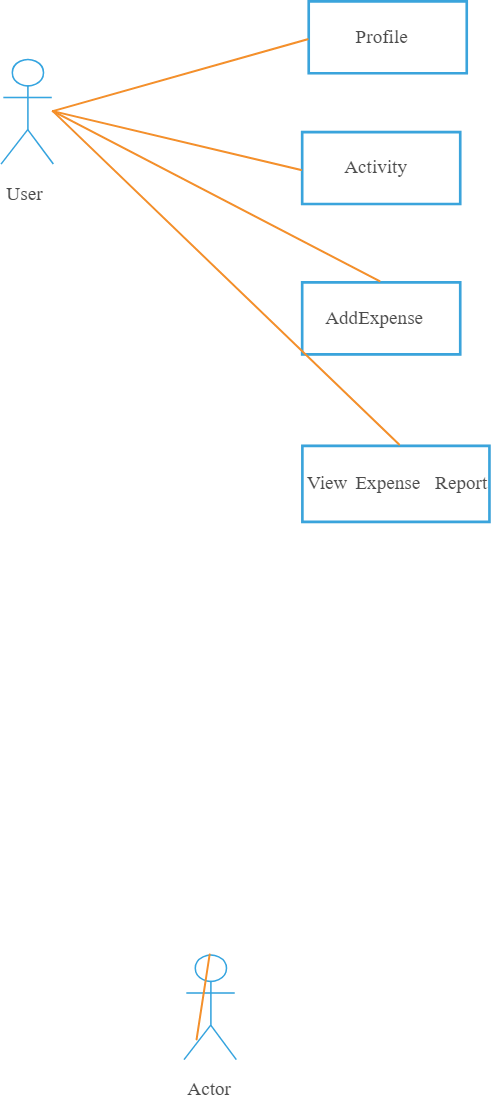 Profile
User
Activity
AddExpense
View Expense Report
Actor